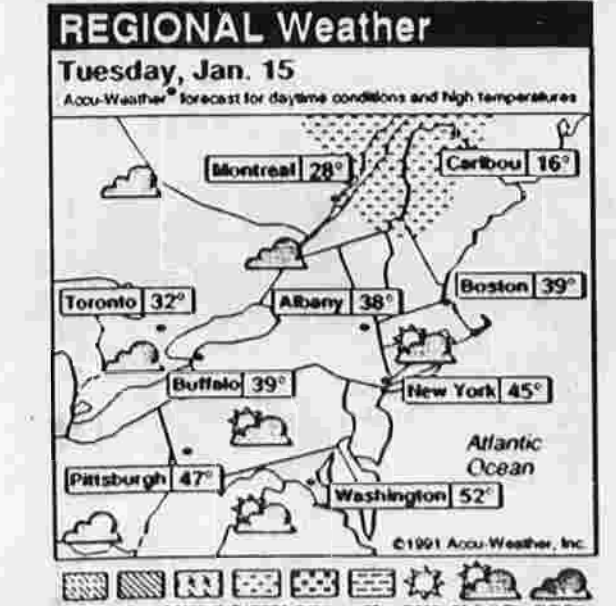 REGIONAL Weather
Tuesday, Jan. 15
Accu-Weather® forecast for daytime conditions and high temperatures
Montreal 28°
Caribou 16°
Toronto 32°
Albany 38°
Boston 39°
Buffalo 39°
New York 45°
Atlantic
Ocean
Pittsburgh 47°
Washington 52°
©1991 Accu-Weather, Inc.